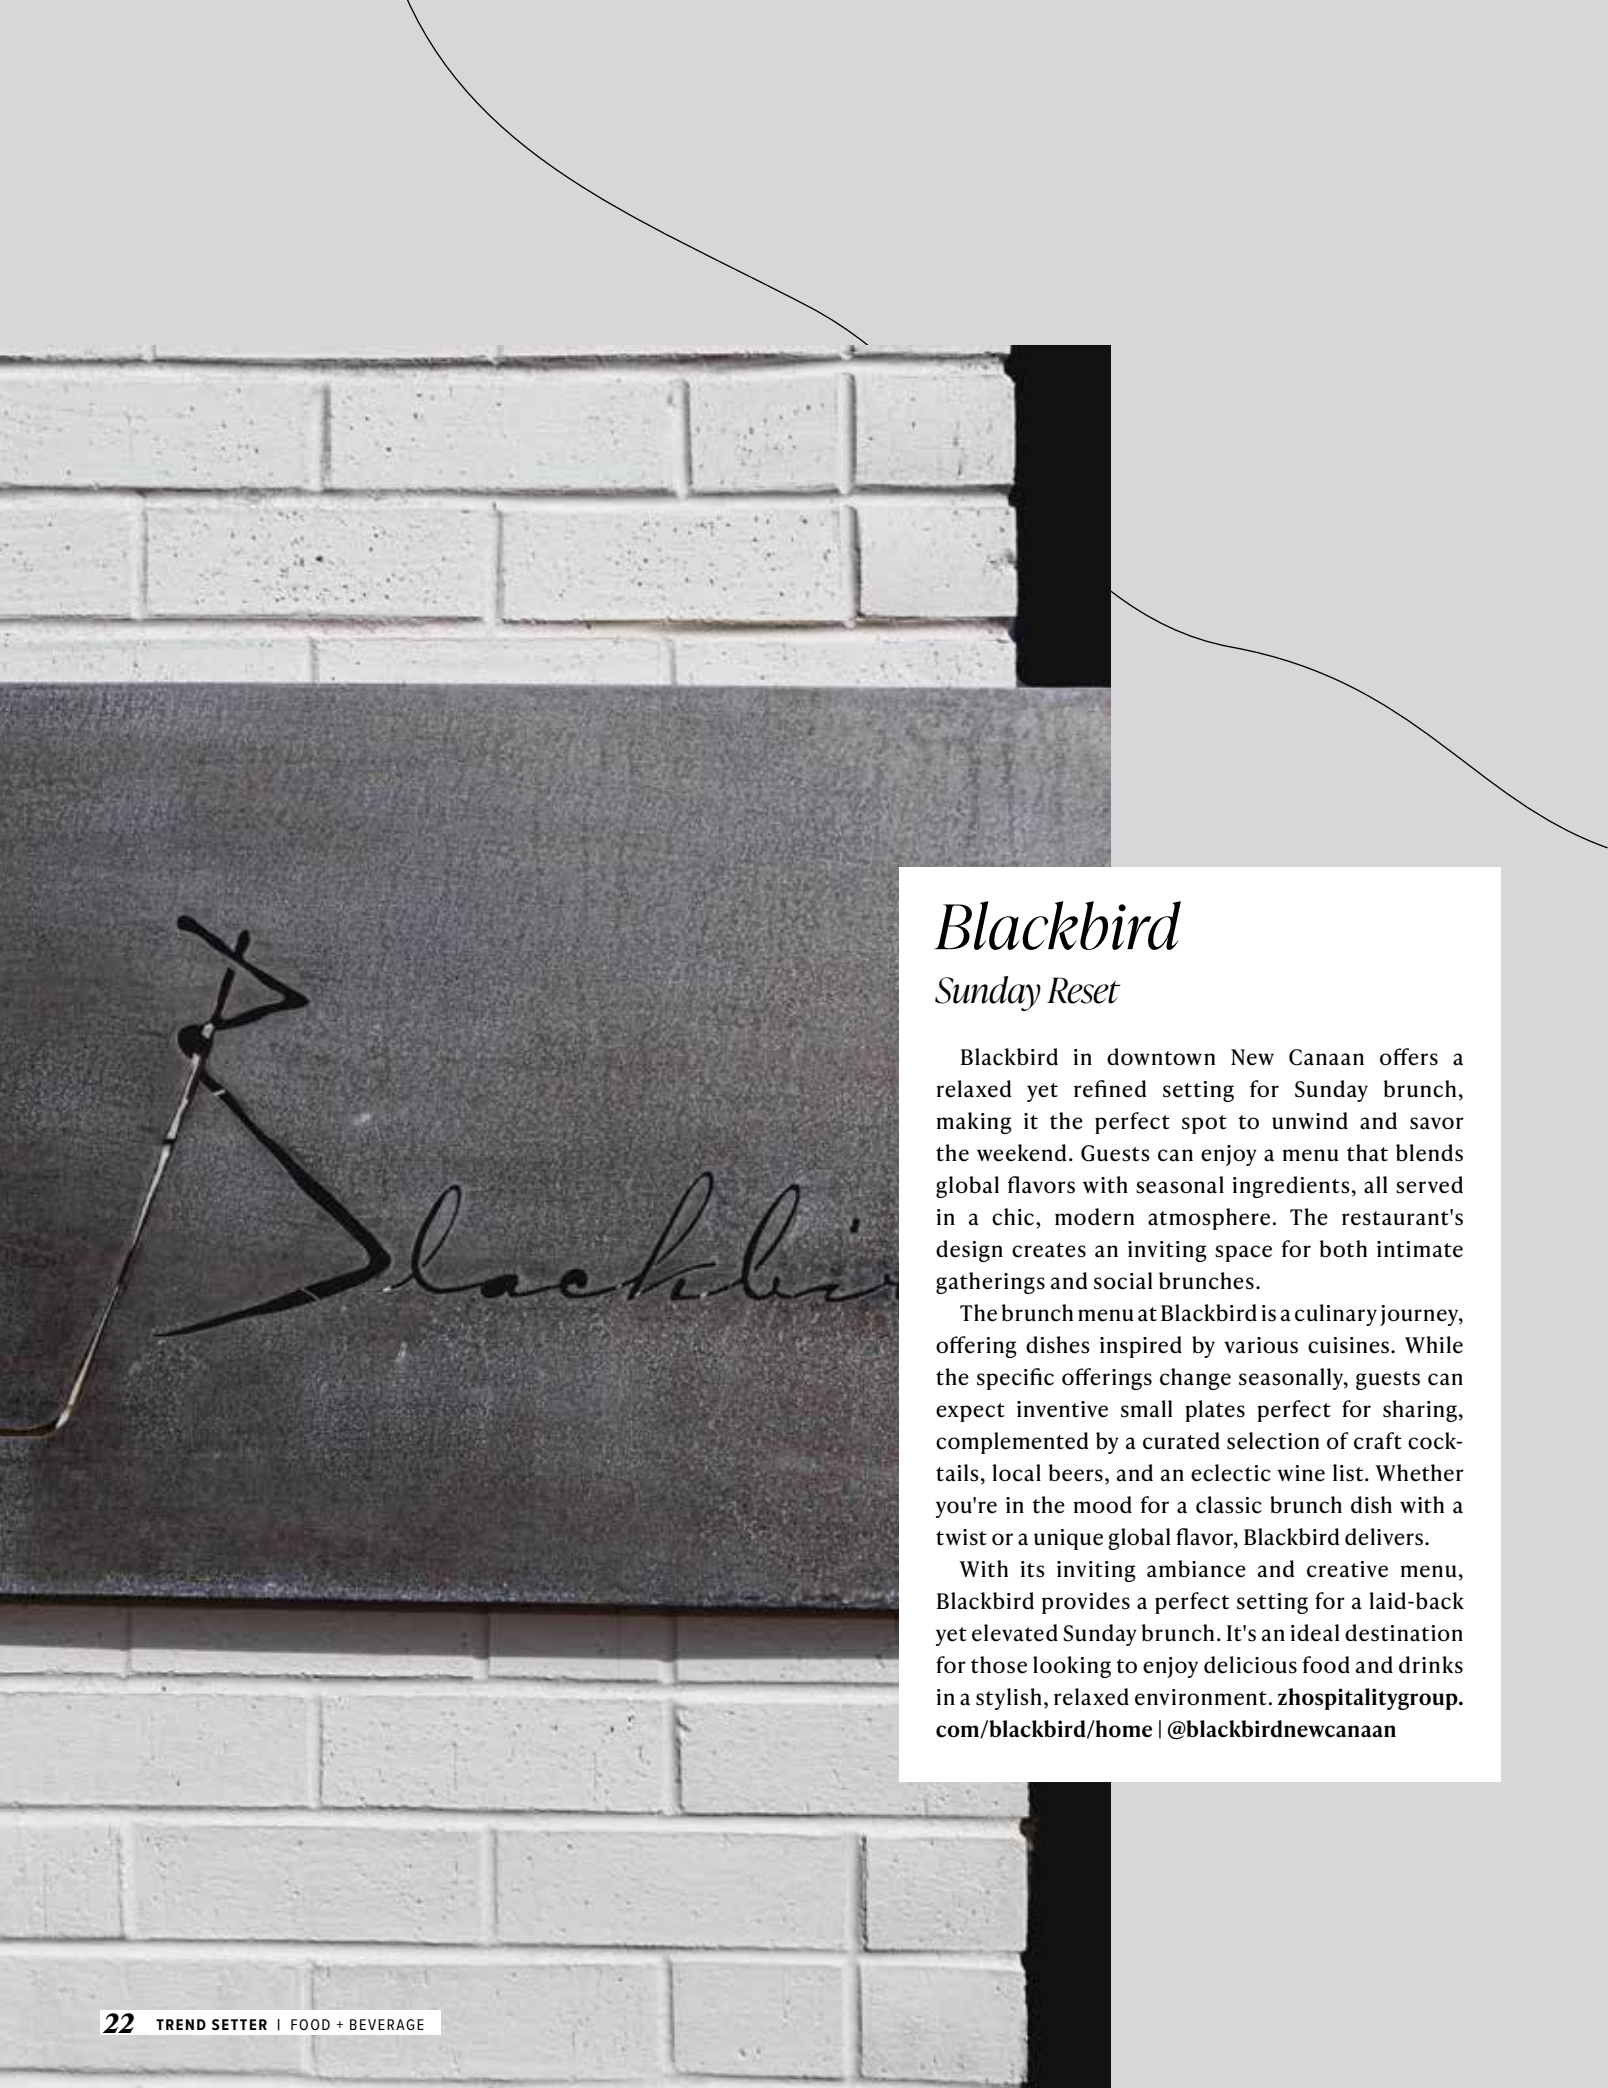 Blackbir
Blackbird
Sunday Reset
Blackbird in downtown New Canaan offers a
relaxed yet refined setting for Sunday brunch,
making it the perfect spot to unwind and savor
the weekend. Guests can enjoy a menu that blends
global flavors with seasonal ingredients, all served
in a chic, modern atmosphere. The restaurant's
design creates an inviting space for both intimate
gatherings and social brunches.
The brunch menu at Blackbird is a culinary journey,
offering dishes inspired by various cuisines. While
the specific offerings change seasonally, guests can
expect inventive small plates perfect for sharing,
complemented by a curated selection of craft cock-
tails, local beers, and an eclectic wine list. Whether
you're in the mood for a classic brunch dish with a
twist or a unique global flavor, Blackbird delivers.
With its inviting ambiance and creative menu,
Blackbird provides a perfect setting for a laid-back
yet elevated Sunday brunch. It's an ideal destination
for those looking to enjoy delicious food and drinks
in a stylish, relaxed environment. zhospitalitygroup.
com/blackbird/home | @blackbirdnewcanaan
22 TREND SETTER | FOOD + BEVERAGE